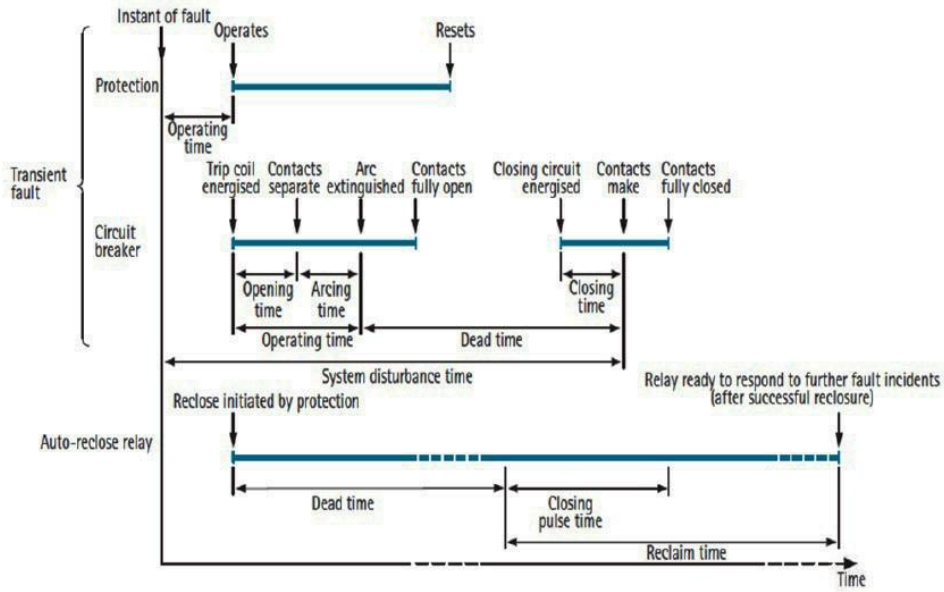 Instant of fault
Operates
Resets
Protection
Operating
time
Transient
fault
Trip coil
energised
Contacts
separate
Arc
extinguished
Contacts
fully open
Closing circuit
energised
Contacts
make
Contacts
fully closed
Circuit
breaker
Opening
time
Arcing
time
Closing
time
Operating time
Dead time
System disturbance time
Relay ready to respond to further fault incidents
(after successful reclosure)
Reclose initiated by protection
Auto-reclose relay
Dead time
Closing
pulse time
Reclaim time
Time